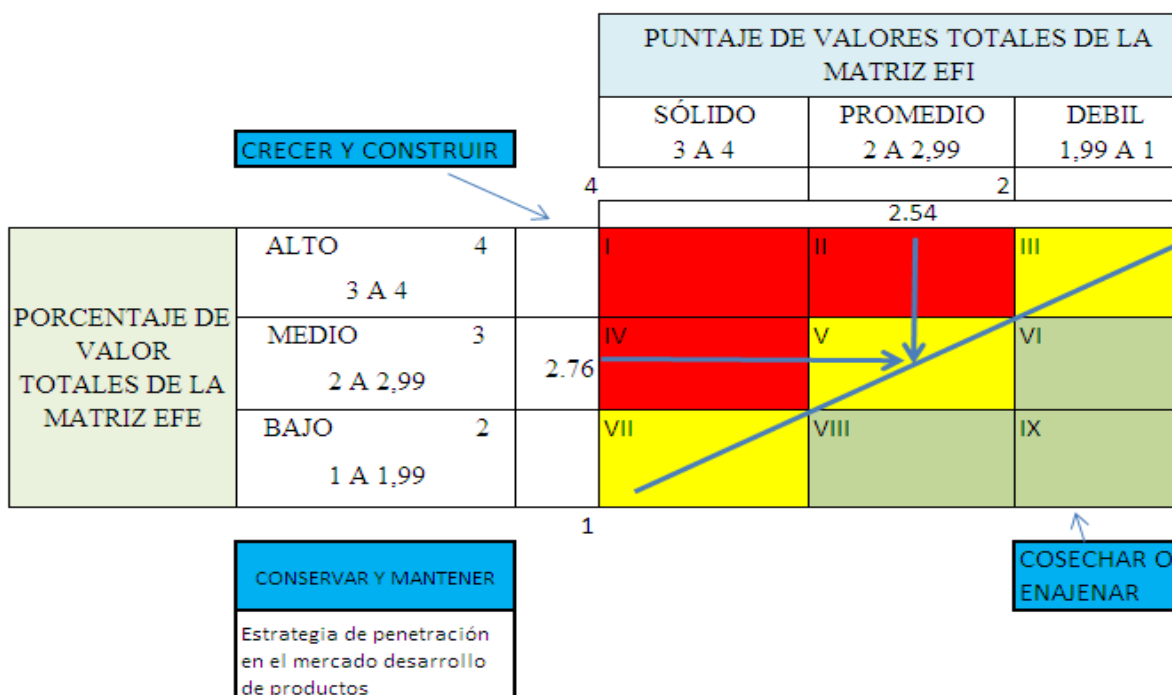 PUNTAJE DE VALORES TOTALES DE LA
MATRIZ EFI
SÓLIDO
3 A 4
PROMEDIO
2 A 2,99
DEBIL
1,99 A 1
CRECER Y CONSTRUIR
4
2
2.54
PORCENTAJE DE
VALOR
TOTALES DE LA
MATRIZ EFE
ALTO 4
3 A 4
MEDIO 3
2 A 2,99
BAJO 2
1 A 1,99
2.76
I
II
III
IV
V
VI
VII
VIII
IX
1
CONSERVAR Y MANTENER
Estrategia de penetración
en el mercado desarrollo
de productos
COSECHAR O
ENAJENAR